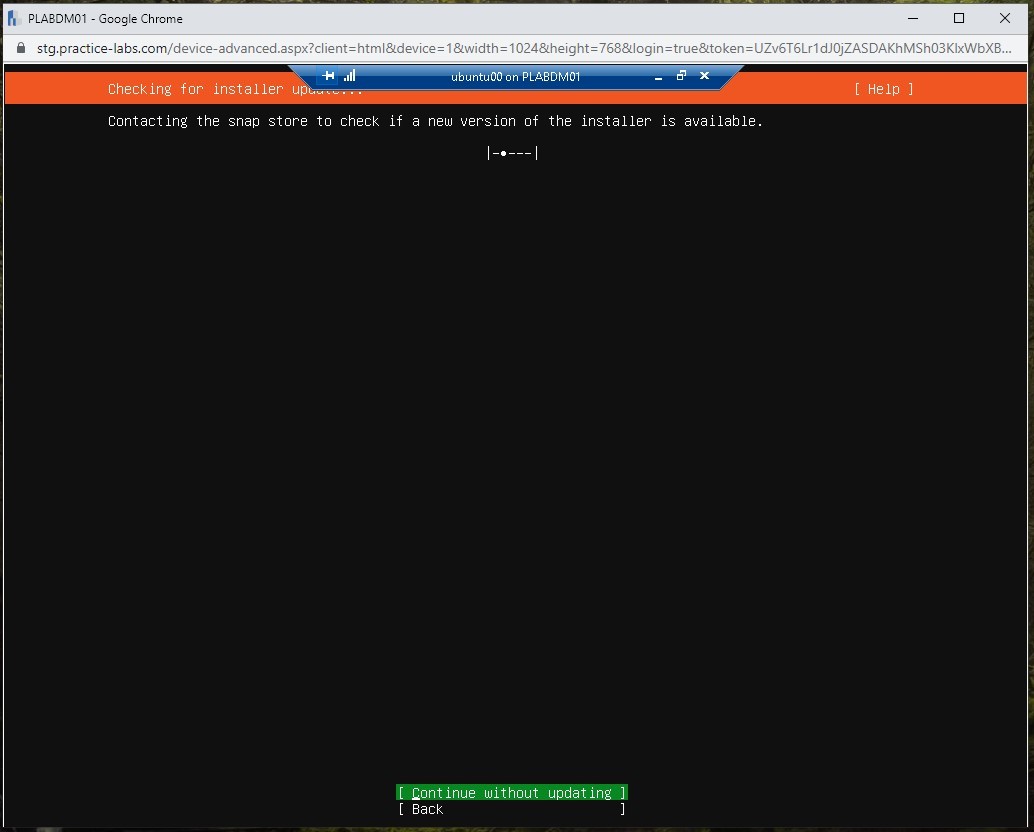 PLABDM01 - Google Chrome
stg.practice-labs.com/device-advanced.aspx?client=html&device=1&width=1024&height=768&login=true&token=UZv6T6Lr1dJ0jZASDAKhMSh03KlxWbXB...
ubuntu00 on PLABDM01
Checking for installer update... [ Help ]
Contacting the snap store to check if a new version of the installer is available.
|-•---|
[ Continue without updating ]
[ Back ]